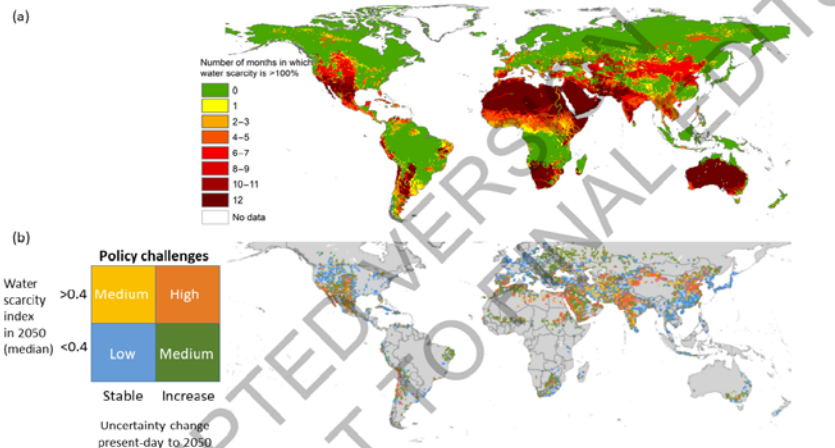 (a)
Number of months in which
water scarcity is >100%
0
1
2–3
4–5
6–7
8–9
10–11
12
No data
(b)
Policy challenges
Water
scarcity
index
in 2050
(median)
>0.4
Medium
High
<0.4
Low
Medium
Stable
Increase
Uncertainty change
present-day to 2050